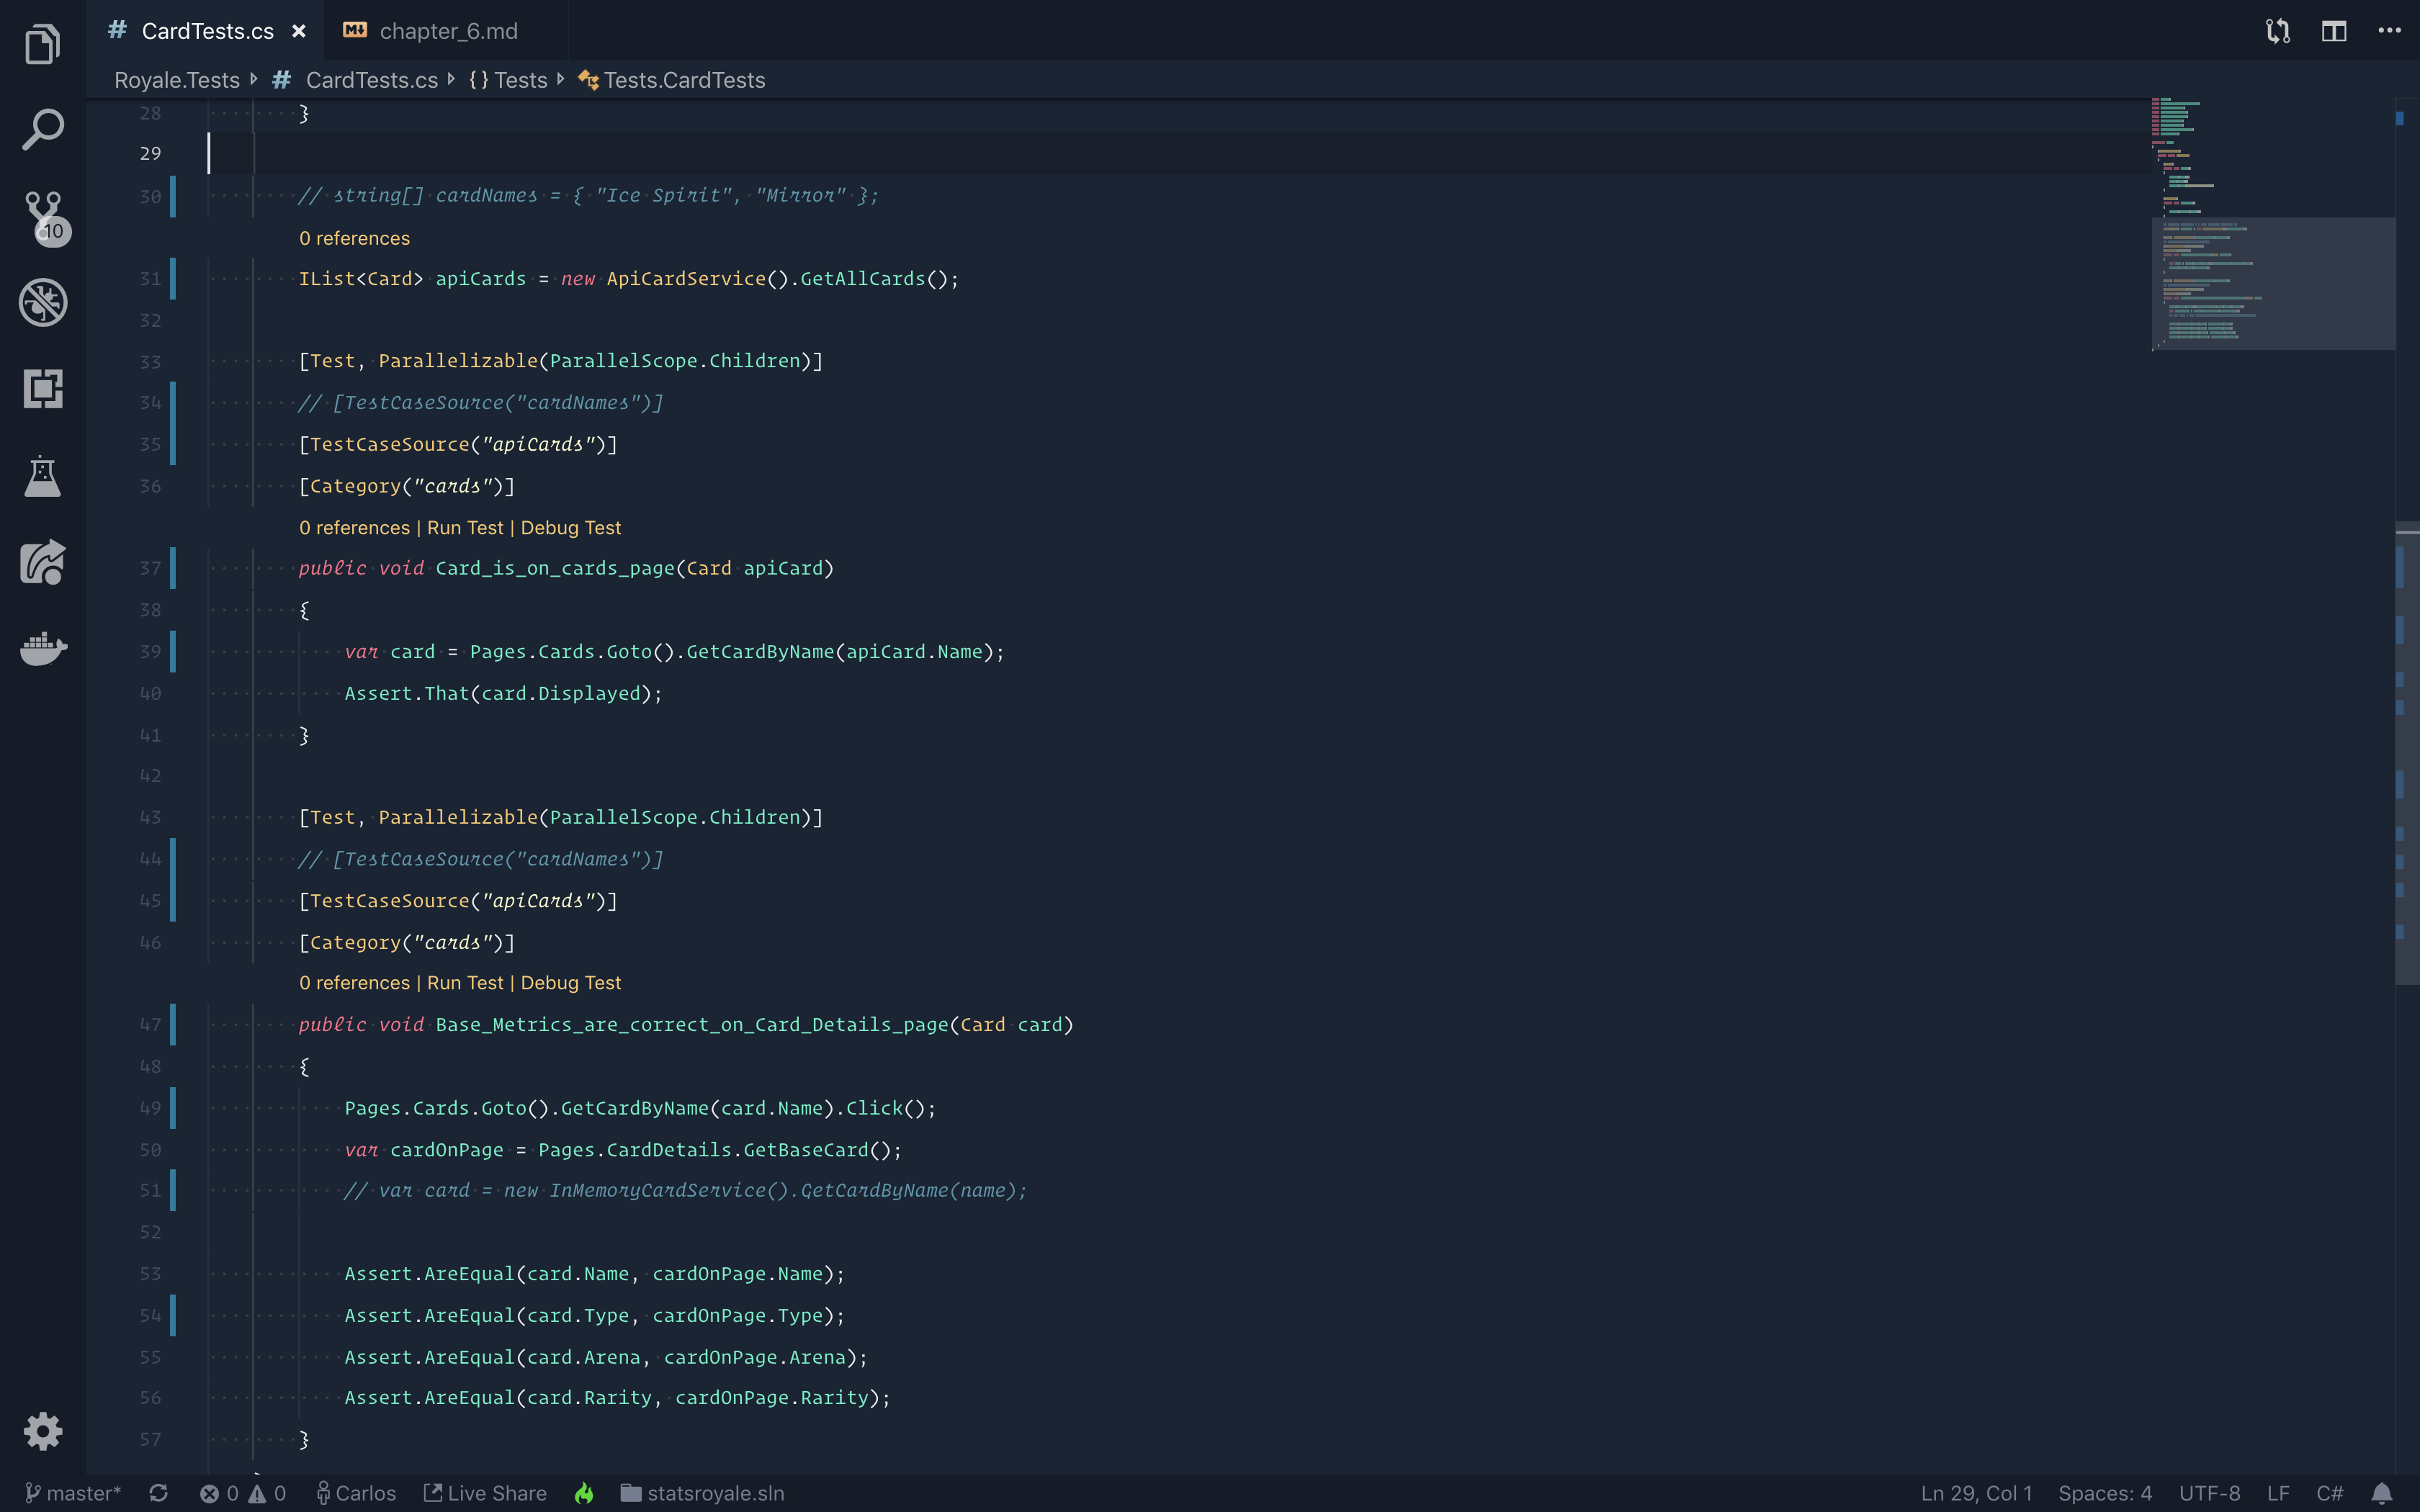 # CardTests.cs × M↓ chapter_6.md
Royale.Tests # CardTests.cs {} Tests Tests.CardTests
28 }
29
30 // string[] cardNames = { "Ice Spirit", "Mirror" };
0 references
31 IList<Card> apiCards = new ApiCardService().GetAllCards();
32
33 [Test, Parallelizable(ParallelScope.Children)]
34 // [TestCaseSource("cardNames")]
35 [TestCaseSource("apiCards")]
36 [Category("cards")]
0 references | Run Test | Debug Test
37 public void Card_is_on_cards_page(Card apiCard)
38 {
39 var card = Pages.Cards.Goto().GetCardByName(apiCard.Name);
40 Assert.That(card.Displayed);
41 }
42
43 [Test, Parallelizable(ParallelScope.Children)]
44 // [TestCaseSource("cardNames")]
45 [TestCaseSource("apiCards")]
46 [Category("cards")]
0 references | Run Test | Debug Test
47 public void Base_Metrics_are_correct_on_Card_Details_page(Card card)
48 {
49 Pages.Cards.Goto().GetCardByName(card.Name).Click();
50 var cardOnPage = Pages.CardDetails.GetBaseCard();
51 // var card = new InMemoryCardService().GetCardByName(name);
52
53 Assert.AreEqual(card.Name, cardOnPage.Name);
54 Assert.AreEqual(card.Type, cardOnPage.Type);
55 Assert.AreEqual(card.Arena, cardOnPage.Arena);
56 Assert.AreEqual(card.Rarity, cardOnPage.Rarity);
57 }
10
master* 0 0 Carlos Live Share statsroyale.sln Ln 29, Col 1 Spaces: 4 UTF-8 LF C#